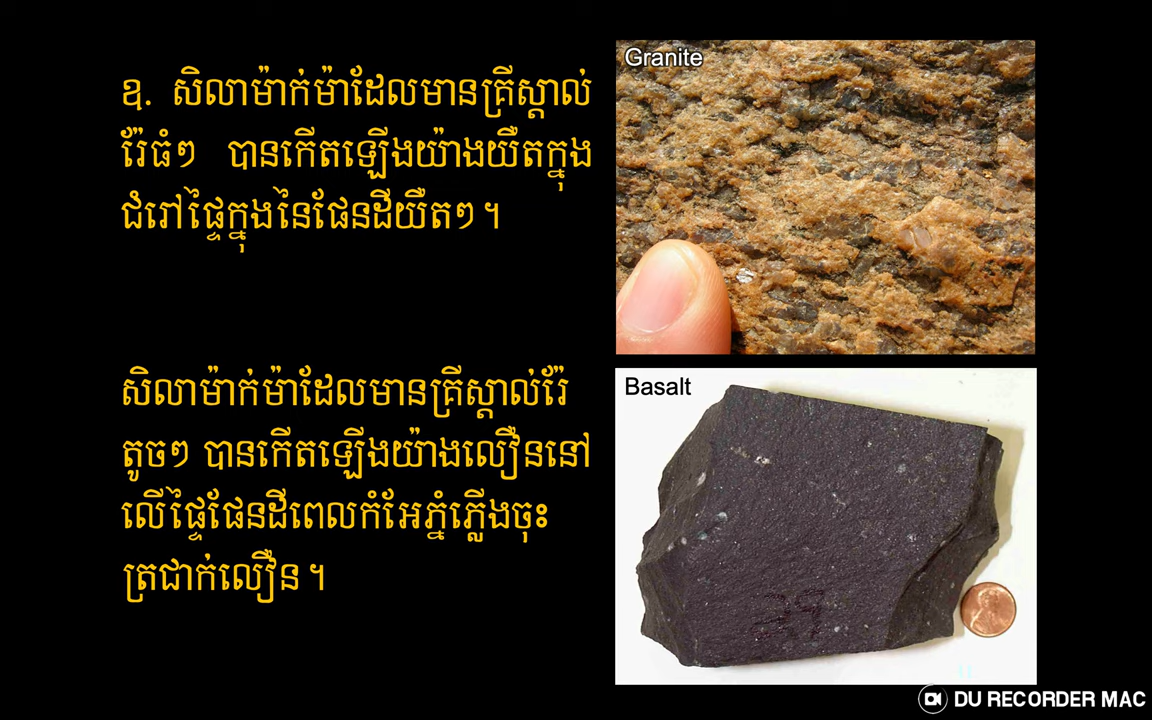 ឧ. សិលាម៉ាក់ម៉ាដែលមានគ្រីស្តាល់
រ៉ែធំៗ បានកើតឡើងយ៉ាងយឺតក្នុង
ជំរៅផ្ទៃក្នុងនៃផែនដីយឺតៗ។
សិលាម៉ាក់ម៉ាដែលមានគ្រីស្តាល់រ៉ែ
តូចៗ បានកើតឡើងយ៉ាងលឿននៅ
លើផ្ទៃផែនដីពេលកំអែភ្នំភ្លើងចុះ
ត្រជាក់លឿន។
Granite
Basalt
DU RECORDER MAC